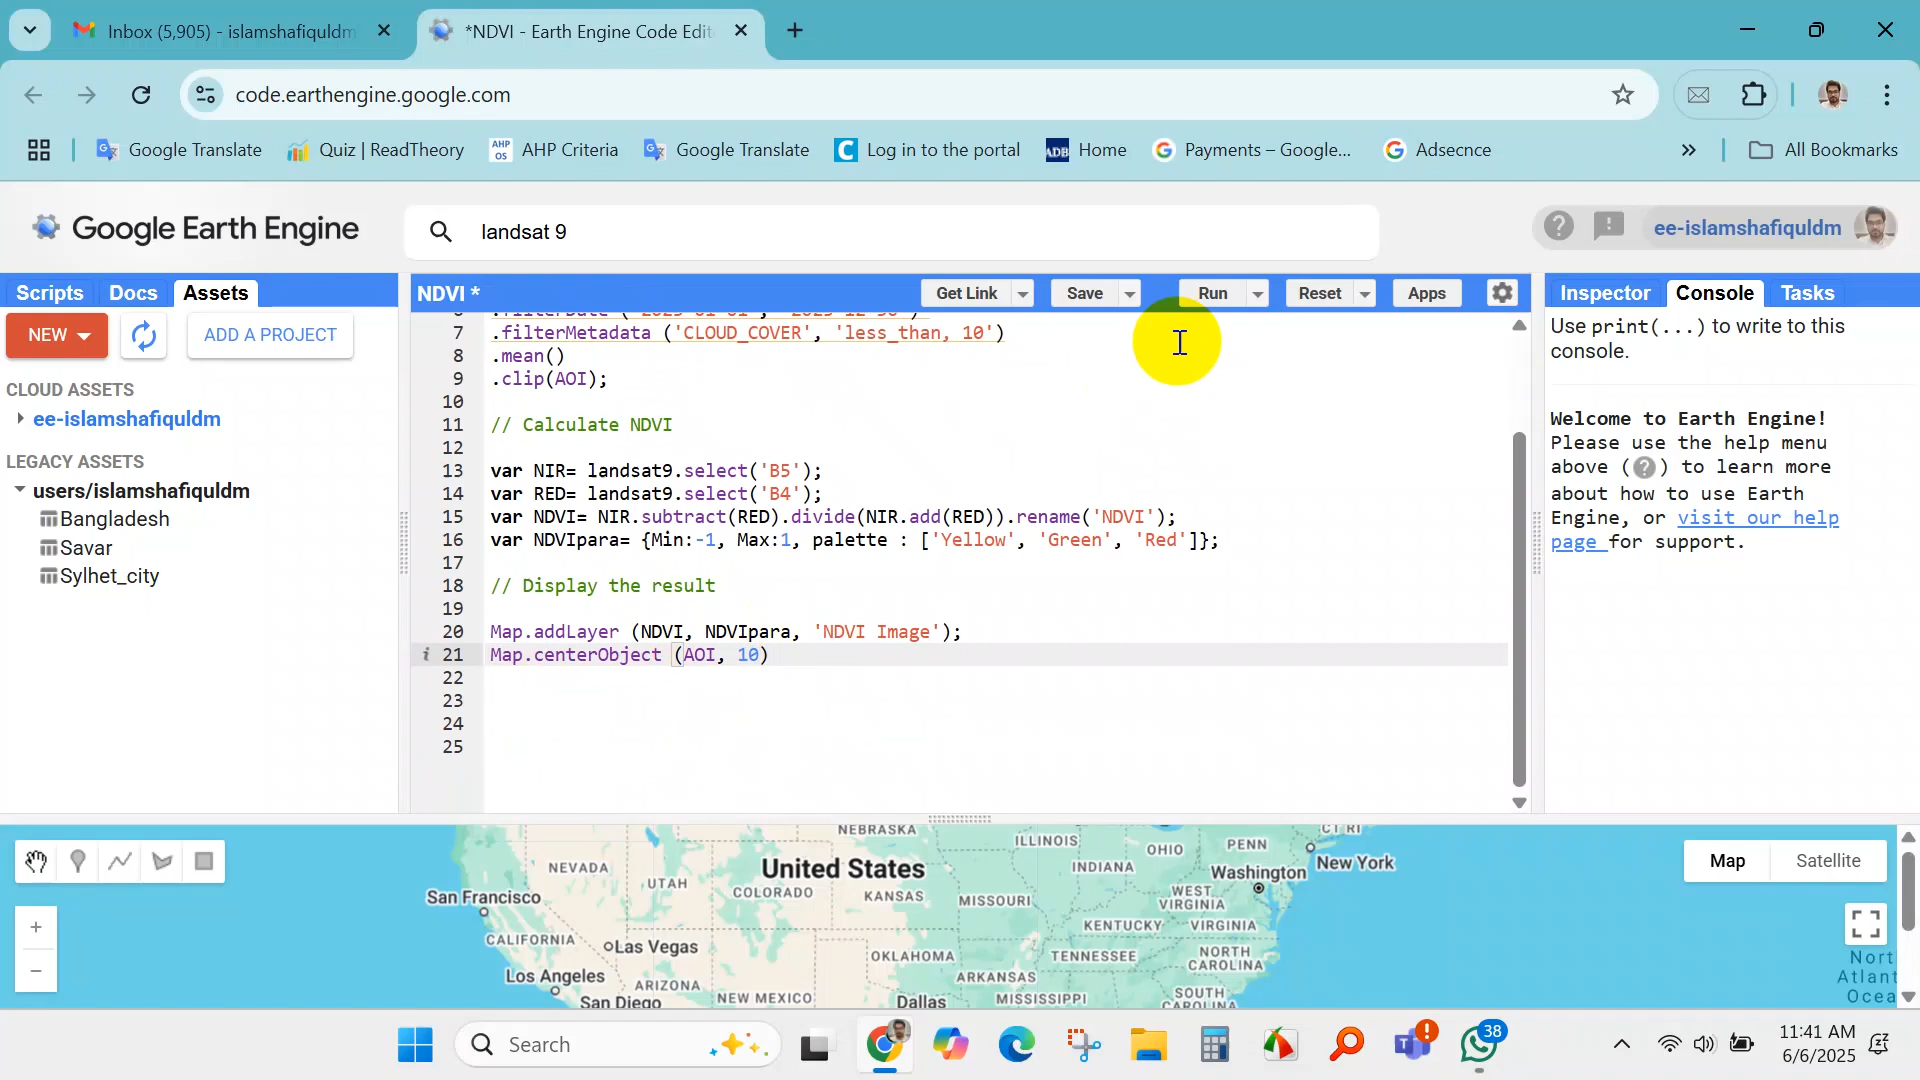 Inbox (5,905) - islamshafiquldm
*NDVI - Earth Engine Code Edit
code.earthengine.google.com
Google Translate
Quiz | ReadTheory
AHP OS
AHP Criteria
Google Translate
Log in to the portal
ADB
Home
Payments – Google...
Adsecnce
All Bookmarks
Google Earth Engine
landsat 9
ee-islamshafiquldm
Scripts
Docs
Assets
NDVI *
Get Link
Save
Run
Reset
Apps
Inspector
Console
Tasks
NEW
ADD A PROJECT
CLOUD ASSETS
ee-islamshafiquldm
LEGACY ASSETS
users/islamshafiquldm
Bangladesh
Savar
Sylhet_city
7 .filterMetadata ('CLOUD_COVER', 'less_than, 10')
8 .mean()
9 .clip(AOI);
10
11 // Calculate NDVI
12
13 var NIR= landsat9.select('B5');
14 var RED= landsat9.select('B4');
15 var NDVI= NIR.subtract(RED).divide(NIR.add(RED)).rename('NDVI');
16 var NDVIpara= {Min:-1, Max:1, palette : ['Yellow', 'Green', 'Red']};
17
18 // Display the result
19
20 Map.addLayer (NDVI, NDVIpara, 'NDVI Image');
i 21 Map.centerObject (AOI, 10)
22
23
24
25
Use print(...) to write to this
console.
Welcome to Earth Engine!
Please use the help menu
above (?) to learn more
about how to use Earth
Engine, or visit our help
page for support.
NEBRASKA
ILLINOIS
OHIO
PENN
CT RI
NEVADA
United States
INDIANA
New York
UTAH
COLORADO
KANSAS
MISSOURI
Washington
WEST
VIRGINIA
San Francisco
KENTUCKY
VIRGINIA
CALIFORNIA
Las Vegas
OKLAHOMA
TENNESSEE
NORTH
CAROLINA
Los Angeles
ARIZONA
NEW MEXICO
ARKANSAS
MISSISSIPPI
SOUTH
CAROLINA
San Diego
Dallas
Map
Satellite
Nort
Atlant
Ocea
Search
38
11:41 AM
6/6/2025